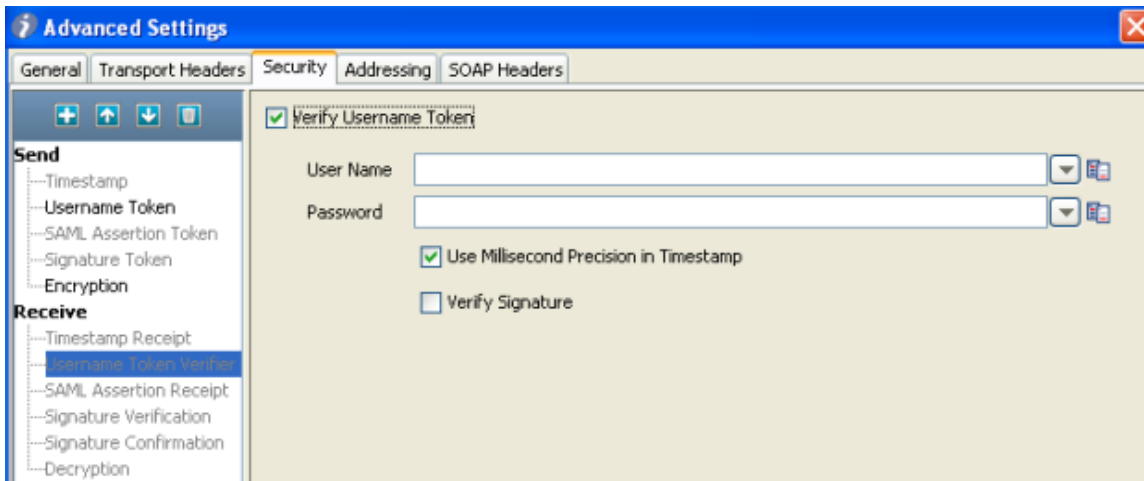 Advanced Settings
General Transport Headers Security Addressing SOAP Headers
Send
Timestamp
Username Token
SAML Assertion Token
Signature Token
Encryption
Receive
Timestamp Receipt
Username Token Verifier
SAML Assertion Receipt
Signature Verification
Signature Confirmation
Decryption
Verify Username Token
User Name
Password
Use Millisecond Precision in Timestamp
Verify Signature